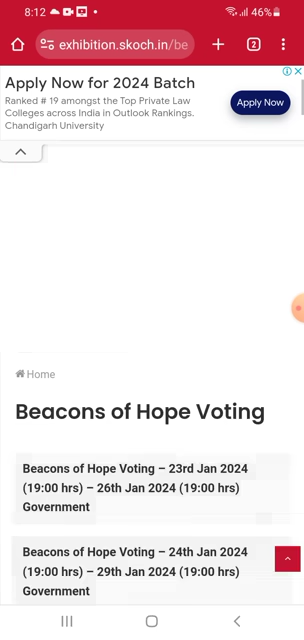 8:12
46%
exhibition.skoch.in/be
2
Apply Now for 2024 Batch
Ranked # 19 amongst the Top Private Law
Colleges across India in Outlook Rankings.
Chandigarh University
Apply Now
Home
Beacons of Hope Voting
Beacons of Hope Voting – 23rd Jan 2024
(19:00 hrs) – 26th Jan 2024 (19:00 hrs)
Government
Beacons of Hope Voting – 24th Jan 2024
(19:00 hrs) – 29th Jan 2024 (19:00 hrs)
Government